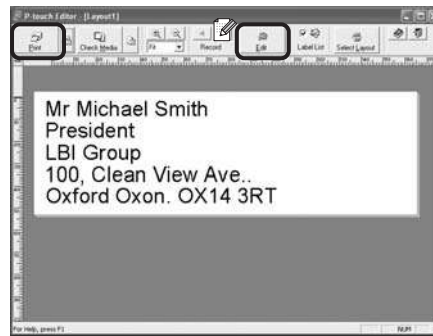 P-touch Editor - [Layout1]
Print Check Media Fit Record Edit Label List Select Layout
Mr Michael Smith
President
LBI Group
100, Clean View Ave..
Oxford Oxon. OX14 3RT
For Help, press F1 NUM